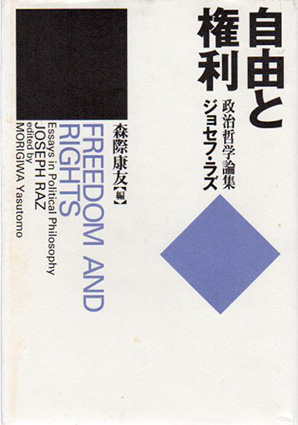 自由と
権利
政治哲学論集
ジョセフ・ラズ
森際康友【編】
FREEDOM AND
RIGHTS
Essays in Political Philosophy
JOSEPH RAZ
edited by
MORIGIWA Yasutomo